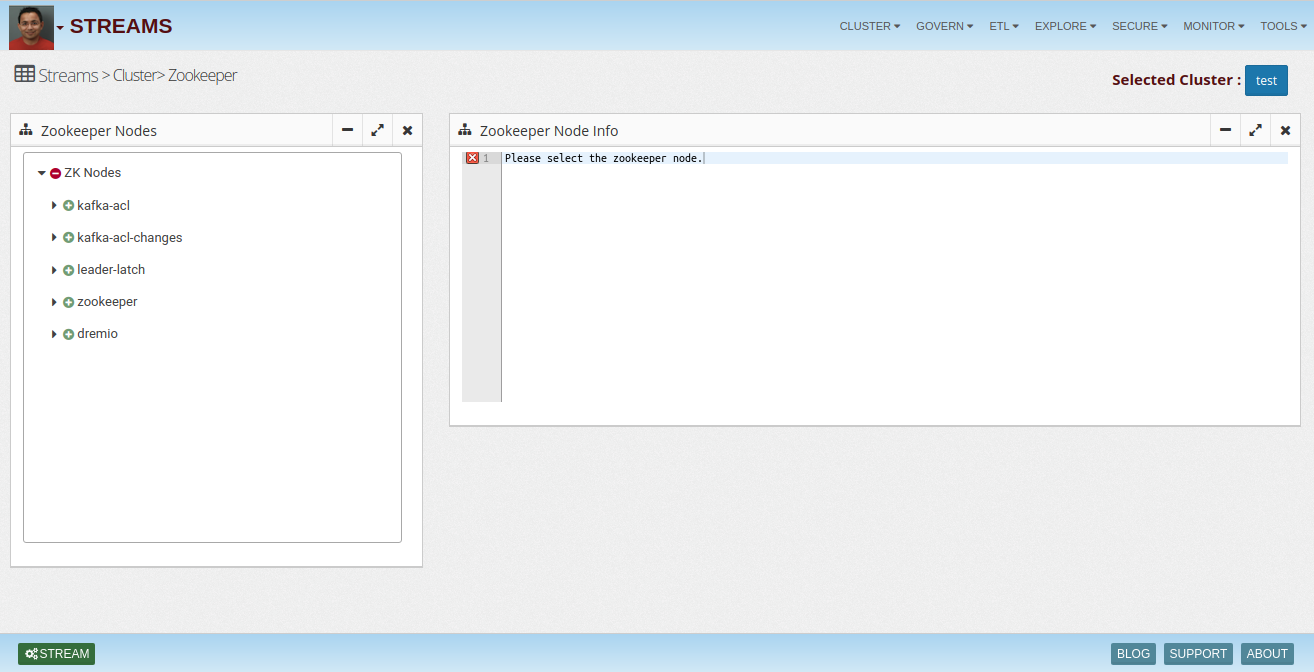 STREAMS
CLUSTER GOVERN ETL EXPLORE SECURE MONITOR TOOLS
Streams > Cluster> Zookeeper
Selected Cluster : test
Zookeeper Nodes
ZK Nodes
kafka-acl
kafka-acl-changes
leader-latch
zookeeper
dremio
Zookeeper Node Info
1 Please select the zookeeper node.
STREAM
BLOG SUPPORT ABOUT